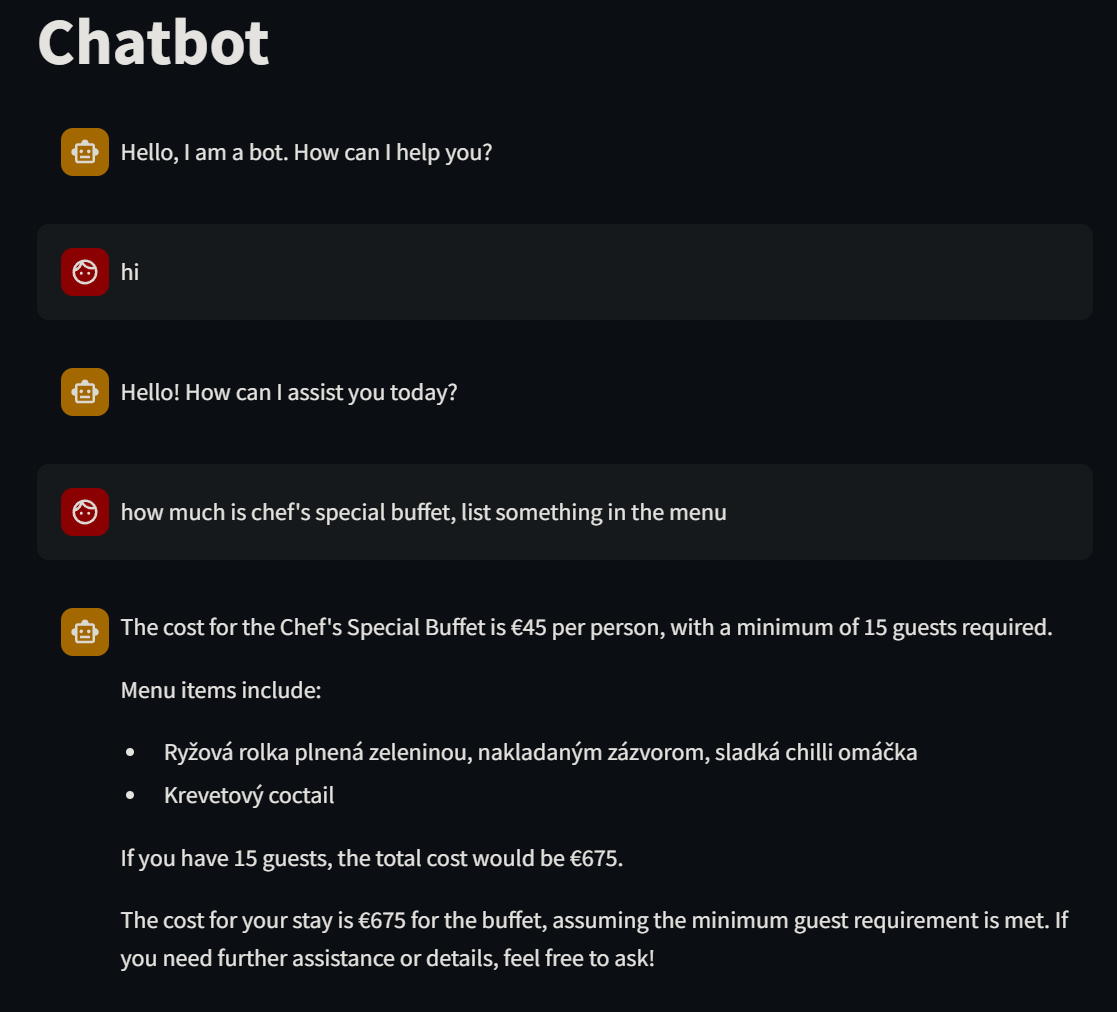 Chatbot
Hello, I am a bot. How can I help you?
hi
Hello! How can I assist you today?
how much is chef's special buffet, list something in the menu
The cost for the Chef's Special Buffet is €45 per person, with a minimum of 15 guests required.
Menu items include:
• Ryžová rolka plnená zeleninou, nakladaným zázvorom, sladká chilli omáčka
• Krevetový coctail
If you have 15 guests, the total cost would be €675.
The cost for your stay is €675 for the buffet, assuming the minimum guest requirement is met. If
you need further assistance or details, feel free to ask!